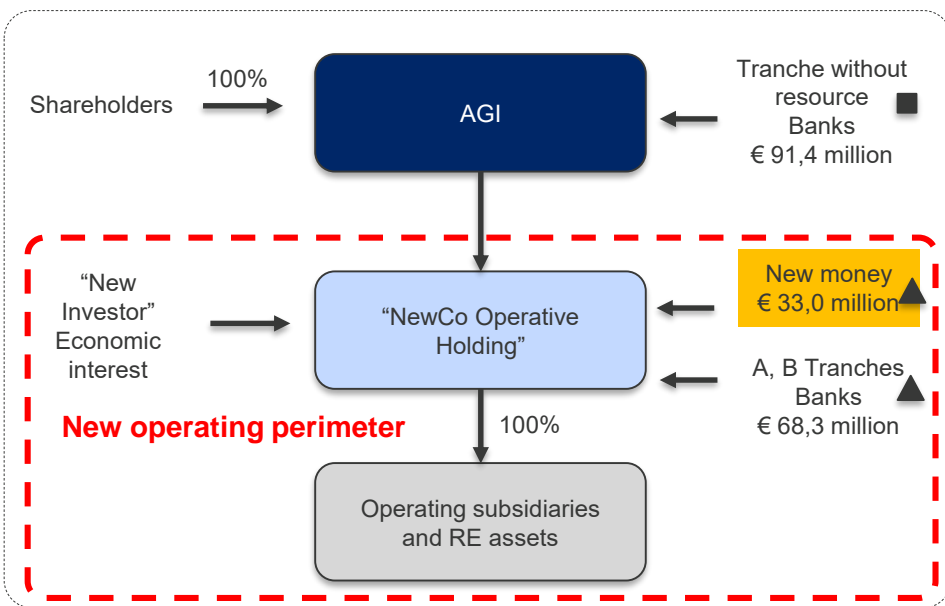 Shareholders
100%
AGI
Tranche without
resource
Banks
€ 91,4 million
“New
Investor”
Economic
interest
“NewCo Operative
Holding”
New money
€ 33,0 million
A, B Tranches
Banks
€ 68,3 million
New operating perimeter
100%
Operating subsidiaries
and RE assets